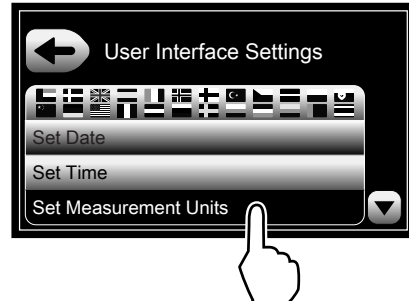 User Interface Settings
Set Date
Set Time
Set Measurement Units